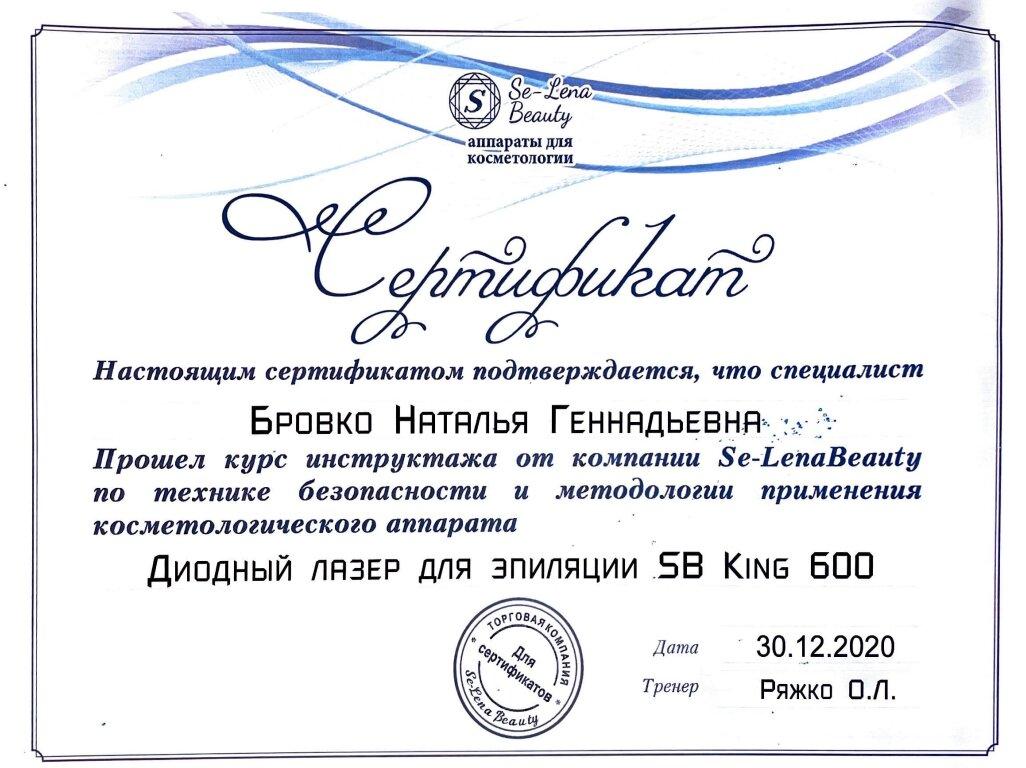 Se-Lena
Beauty
S
аппараты для
косметологии
Сертификат
Настоящим сертификатом подтверждается, что специалист
Бровко Наталья Геннадьевна
Прошел курс инструктажа от компании Se-LenaBeauty
по технике безопасности и методологии применения
косметологического аппарата
Диодный лазер для эпиляции SB King 600
ТОРГОВАЯ КОМПАНИЯ
Для
сертификатов
Se-Lena Beauty
Дата 30.12.2020
Тренер Ряжко О.Л.